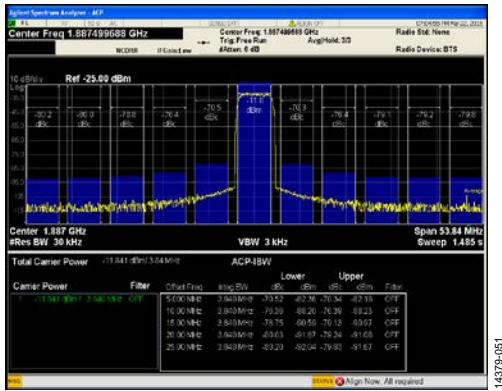 Agilent Spectrum Analyzer - ACP
Center Freq 1.887499688 GHz
Center Freq: 1.887499688 GHz
Radio Std: None
Trig: Free Run
Avg|Hold: 3/3
#Atten: 6 dB
Radio Device: BTS
10 dB/div Ref -25.00 dBm
Log
-80.2 dBc
-80.0 dBc
-78.8 dBc
-76.4 dBc
-70.5 dBc
-11.8 dBm
-70.3 dBc
-76.4 dBc
-79.1 dBc
-79.2 dBc
-79.8 dBc
Center 1.887 GHz
Span 53.84 MHz
#Res BW 30 kHz
VBW 3 kHz
Sweep 1.485 s
Total Carrier Power -11.841 dBm/ 3.84 MHz
ACP-IBW
Lower Upper
Carrier Power Filter Offset Freq Integ BW dBc dBm dBc dBm Filter
5.000 MHz 3.840 MHz -70.52 -82.36 -70.34 -82.18 OFF
10.00 MHz 3.840 MHz -76.36 -88.20 -76.39 -88.23 OFF
15.00 MHz 3.840 MHz -78.75 -90.59 -79.13 -90.97 OFF
20.00 MHz 3.840 MHz -80.03 -91.87 -79.24 -91.08 OFF
25.00 MHz 3.840 MHz -80.20 -92.04 -79.83 -91.67 OFF
MSG
STATUS Align Now, All required
14379-051